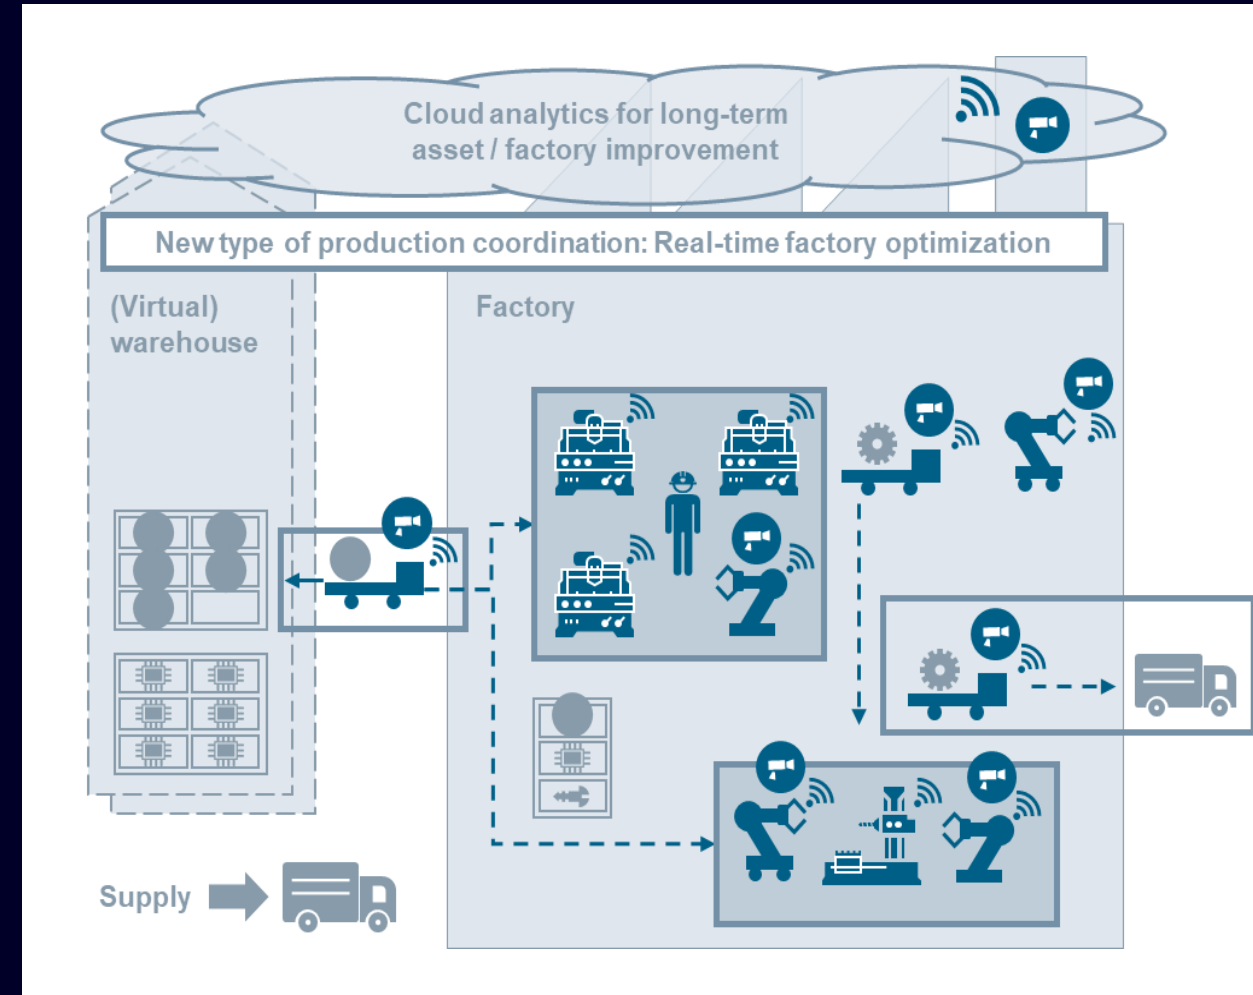 Cloud analytics for long-term
asset / factory improvement
New type of production coordination: Real-time factory optimization
(Virtual)
warehouse
Factory
Supply